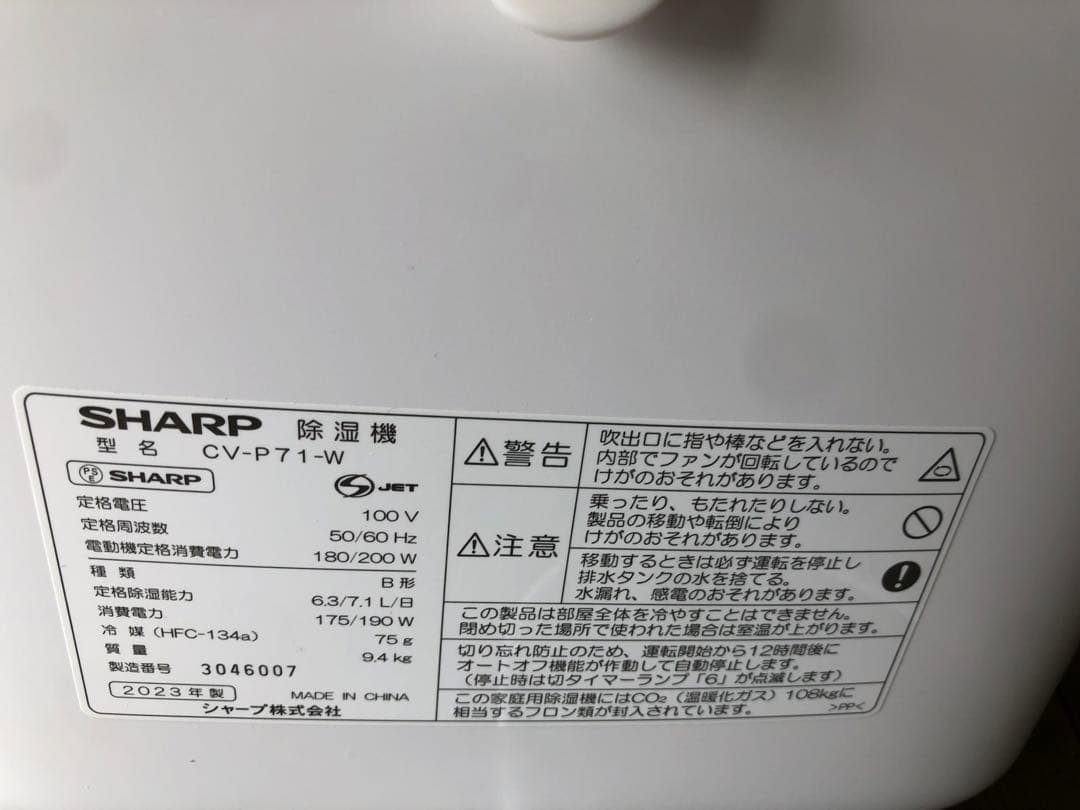 SHARP 除湿機
型名 CV-P71-W
PSE SHARP
JET
定格電圧 100 V
定格周波数 50/60 Hz
電動機定格消費電力 180/200 W
種類 B形
定格除湿能力 6.3/7.1 L/日
消費電力 175/190 W
冷媒(HFC-134a) 75 g
質量 9.4 kg
製造番号 3046007
2023年製 MADE IN CHINA
シャープ株式会社
警告
吹出口に指や棒などを入れない。
内部でファンが回転しているので
けがのおそれがあります。
注意
乗ったり、もたれたりしない。
製品の移動や転倒により
けがのおそれがあります。
移動するときは必ず運転を停止し
排水タンクの水を捨てる。
水漏れ、感電のおそれがあります。
この製品は部屋全体を冷やすことはできません。
閉め切った場所で使われた場合は室温が上がります。
切り忘れ防止のため、運転開始から12時間後に
オートオフ機能が作動して自動停止します。
(停止時は切タイマーランプ「6」が点滅します)
この家庭用除湿機にはCO₂(温暖化ガス)108kgに
相当するフロン類が封入されています。
>PP<